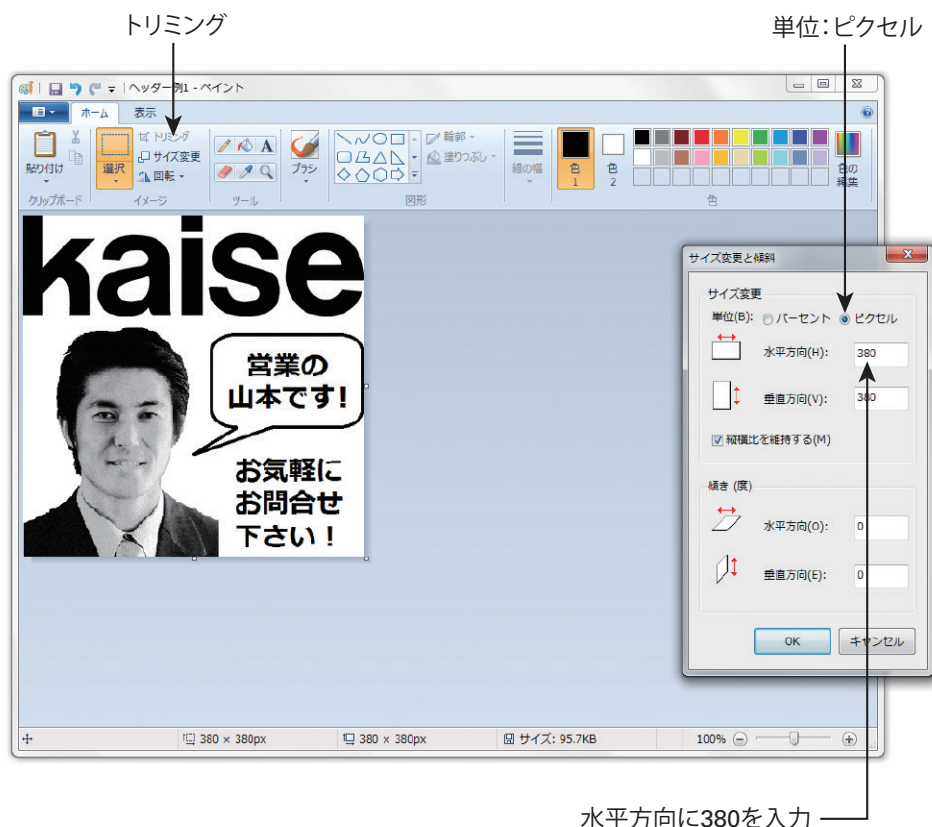 トリミング
単位：ピクセル
ヘッダー例1 - ペイント
ホーム 表示
貼り付け
選択
トリミング
サイズ変更
回転
A
ブラシ
輪郭
塗りつぶし
線の幅
色
1
色
2
色の
編集
クリップボード
イメージ
ツール
図形
色
kaise
営業の
山本です!
お気軽に
お問合せ
下さい！
サイズ変更と傾斜
サイズ変更
単位(B): パーセント ピクセル
水平方向(H): 380
垂直方向(V): 380
縦横比を維持する(M)
傾き (度)
水平方向(O): 0
垂直方向(E): 0
OK キャンセル
380 × 380px 380 × 380px サイズ: 95.7KB 100%
水平方向に380を入力